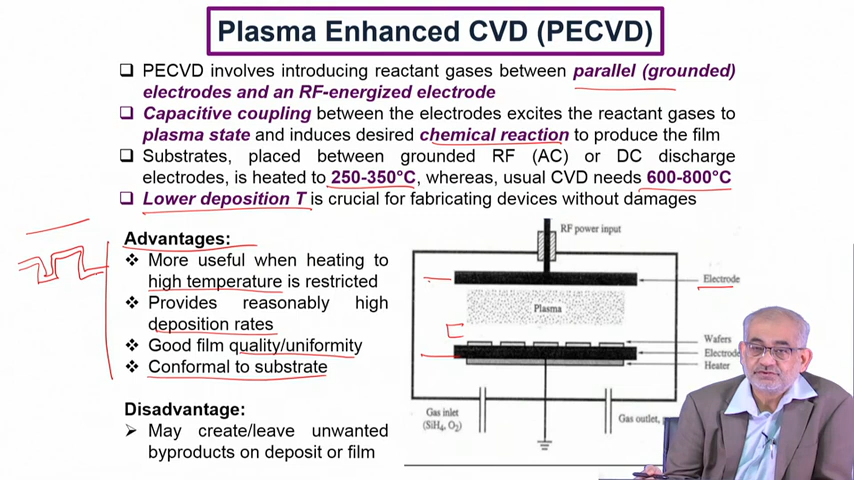 Plasma Enhanced CVD (PECVD)
PECVD involves introducing reactant gases between parallel (grounded)
electrodes and an RF-energized electrode
Capacitive coupling between the electrodes excites the reactant gases to
plasma state and induces desired chemical reaction to produce the film
Substrates, placed between grounded RF (AC) or DC discharge
electrodes, is heated to 250-350°C, whereas, usual CVD needs 600-800°C
Lower deposition T is crucial for fabricating devices without damages
Advantages:
More useful when heating to
high temperature is restricted
Provides reasonably high
deposition rates
Good film quality/uniformity
Conformal to substrate
Disadvantage:
May create/leave unwanted
byproducts on deposit or film
RF power input
Electrode
Plasma
Wafers
Electrode
Heater
Gas inlet
(SiH₄, O₂)
Gas outlet,